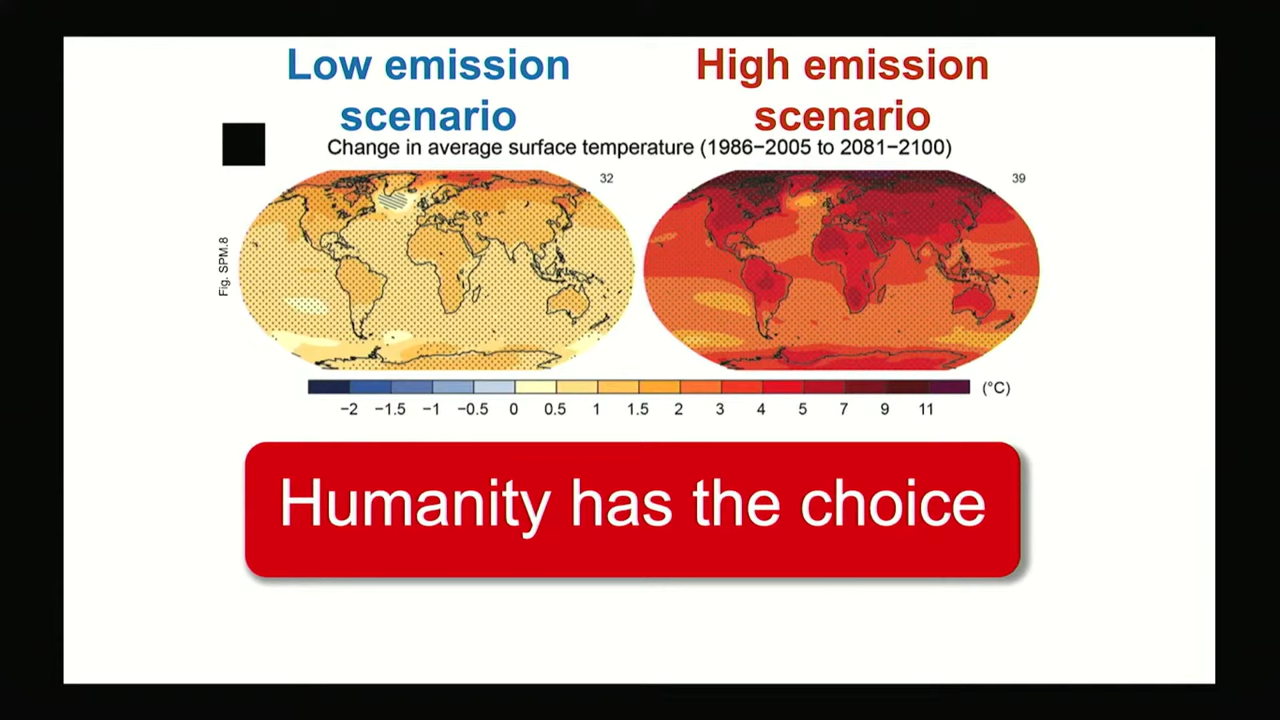 Low emission
scenario
High emission
scenario
Change in average surface temperature (1986−2005 to 2081−2100)
32
39
Fig. SPM.8
(°C)
−2 −1.5 −1 −0.5 0 0.5 1 1.5 2 3 4 5 7 9 11
Humanity has the choice